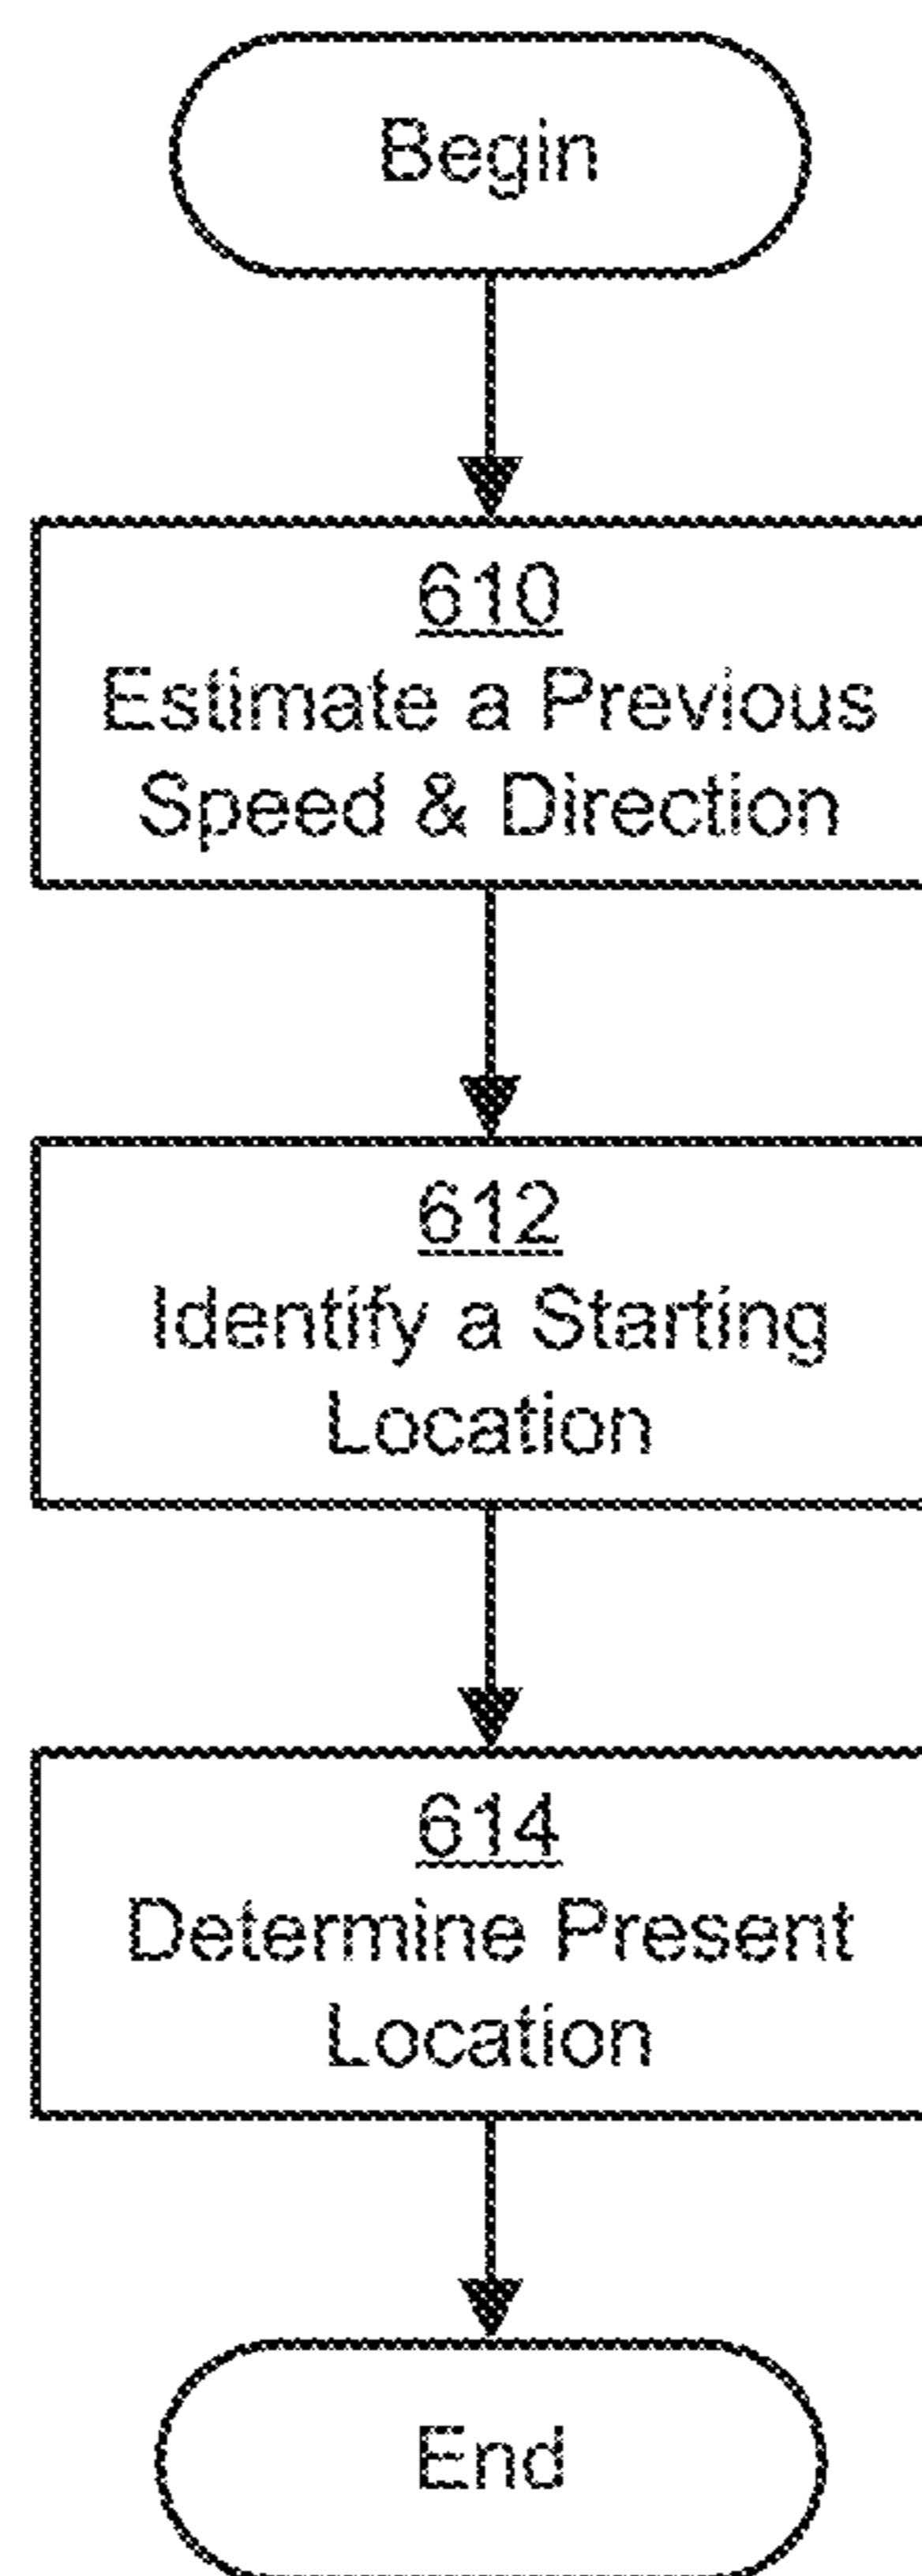 Begin
610
Estimate a Previous
Speed & Direction
612
Identify a Starting
Location
614
Determine Present
Location
End